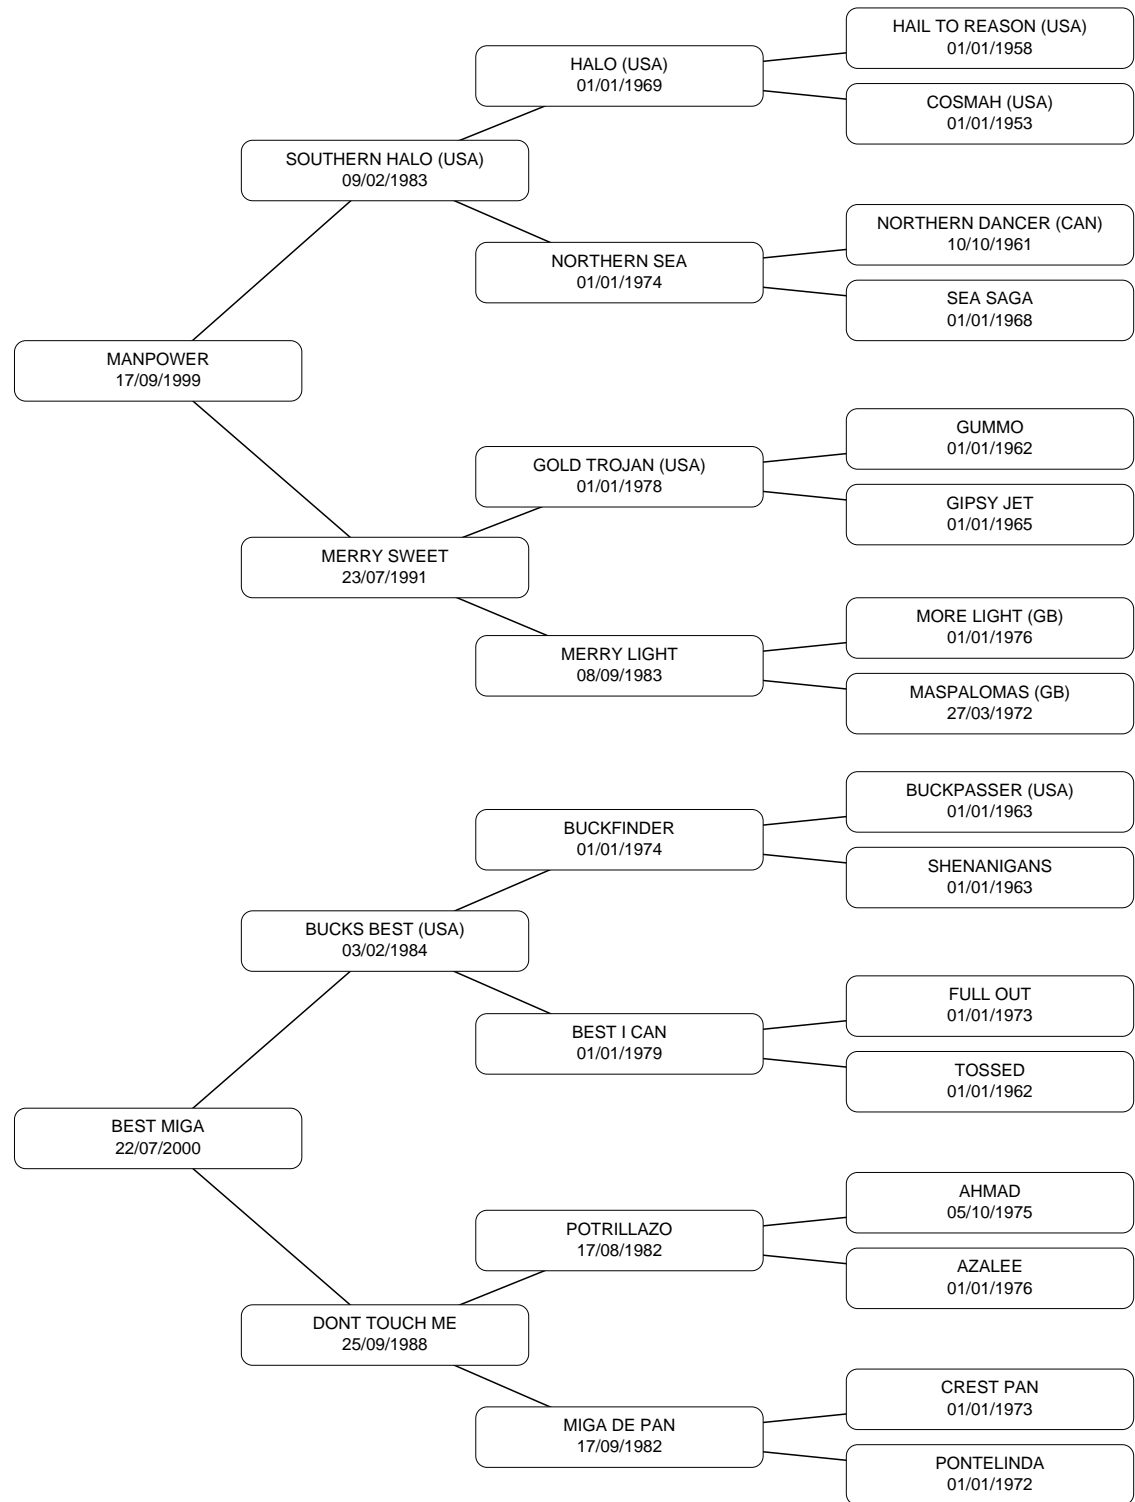 HAIL TO REASON (USA)
01/01/1958
HALO (USA)
01/01/1969
COSMAH (USA)
01/01/1953
SOUTHERN HALO (USA)
09/02/1983
NORTHERN DANCER (CAN)
10/10/1961
NORTHERN SEA
01/01/1974
SEA SAGA
01/01/1968
MANPOWER
17/09/1999
GUMMO
01/01/1962
GOLD TROJAN (USA)
01/01/1978
GIPSY JET
01/01/1965
MERRY SWEET
23/07/1991
MORE LIGHT (GB)
01/01/1976
MERRY LIGHT
08/09/1983
MASPALOMAS (GB)
27/03/1972
BUCKPASSER (USA)
01/01/1963
BUCKFINDER
01/01/1974
SHENANIGANS
01/01/1963
BUCKS BEST (USA)
03/02/1984
FULL OUT
01/01/1973
BEST I CAN
01/01/1979
TOSSED
01/01/1962
BEST MIGA
22/07/2000
AHMAD
05/10/1975
POTRILLAZO
17/08/1982
AZALEE
01/01/1976
DONT TOUCH ME
25/09/1988
CREST PAN
01/01/1973
MIGA DE PAN
17/09/1982
PONTELINDA
01/01/1972